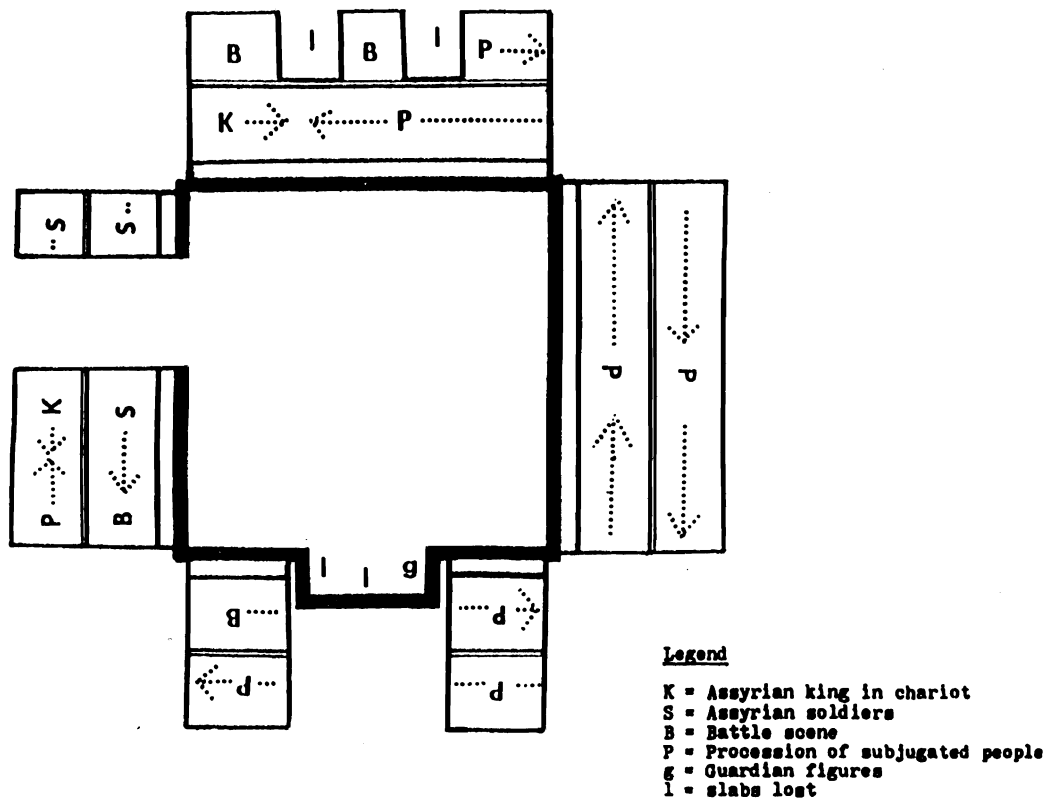 B l B l P
K P
S S
P K S B
P P
l l g
B P
P P
Legend
K = Assyrian king in chariot
S = Assyrian soldiers
B = Battle scene
P = Procession of subjugated people
g = Guardian figures
l = slabs lost